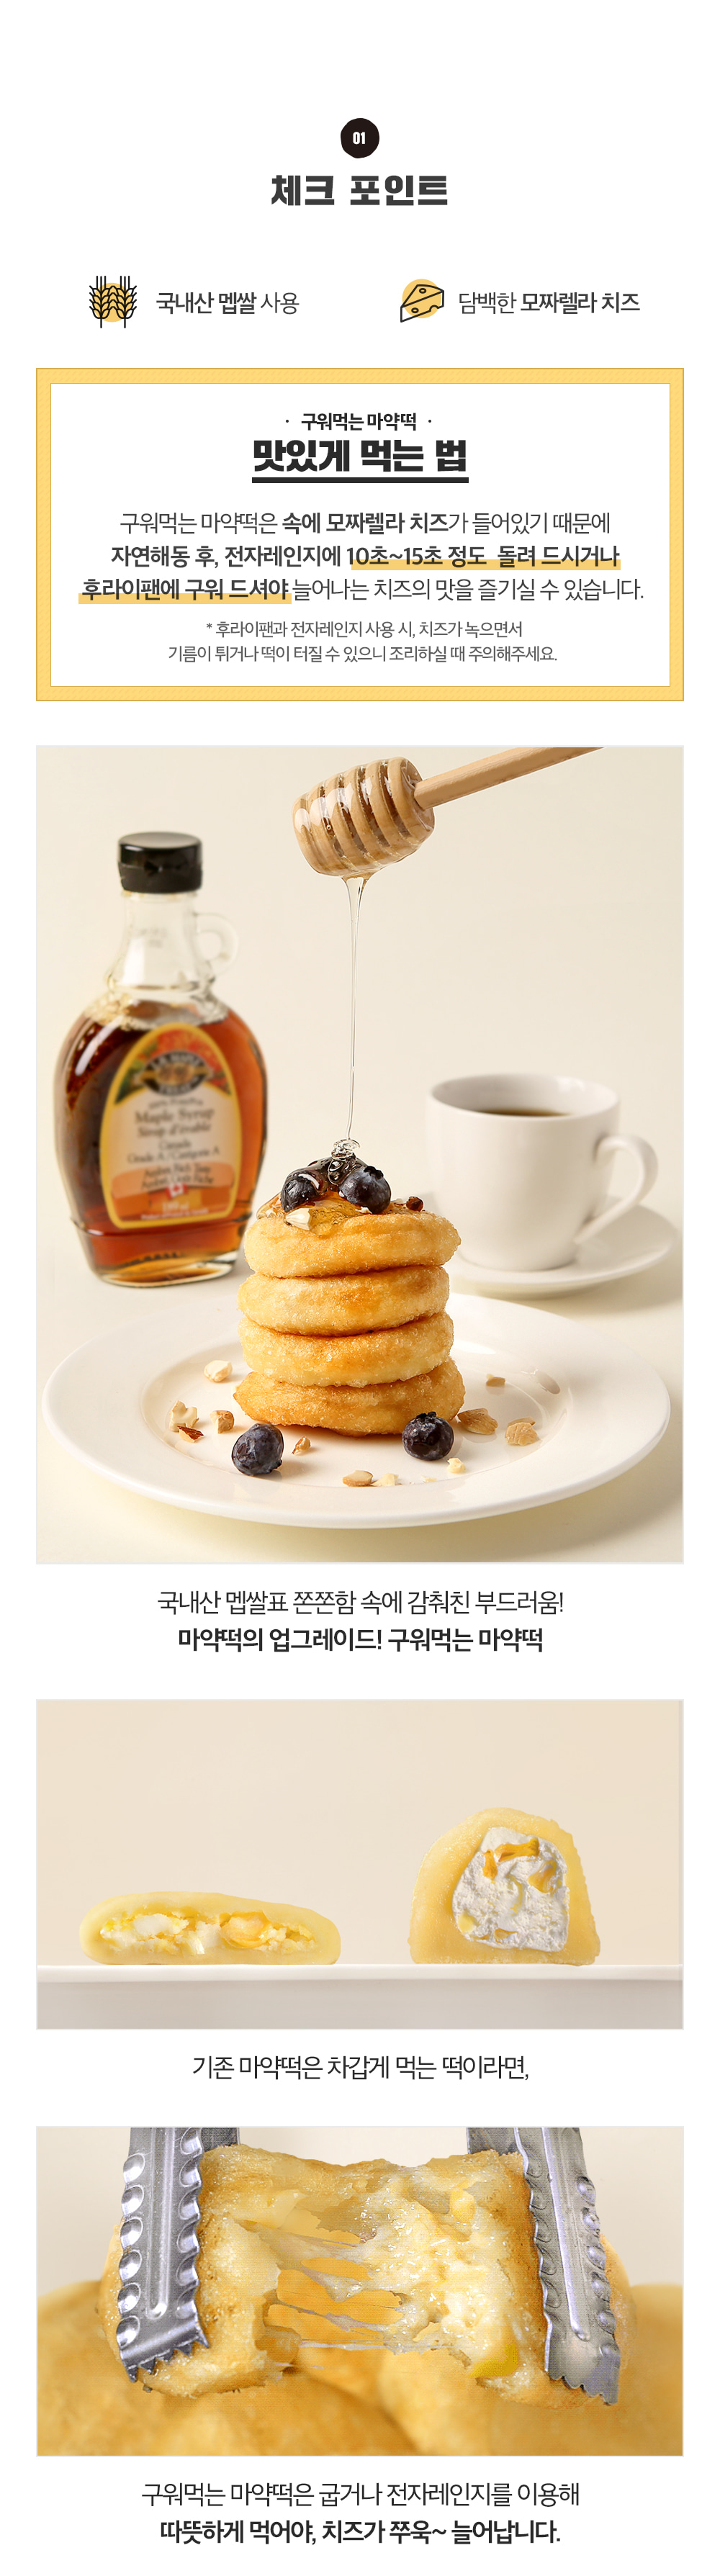 01
체크 포인트
국내산 멥쌀 사용
담백한 모짜렐라 치즈
· 구워먹는 마약떡 ·
맛있게 먹는 법
구워먹는 마약떡은 속에 모짜렐라 치즈가 들어있기 때문에
자연해동 후, 전자레인지에 10초~15초 정도 돌려 드시거나
후라이팬에 구워 드셔야 늘어나는 치즈의 맛을 즐기실 수 있습니다.
* 후라이팬과 전자레인지 사용 시, 치즈가 녹으면서
기름이 튀거나 떡이 터질 수 있으니 조리하실 때 주의해주세요.
Maple Syrup
Sirop d'érable
Canada
Grade A / Catégorie A
국내산 멥쌀표 쫀쫀함 속에 감춰진 부드러움!
마약떡의 업그레이드! 구워먹는 마약떡
기존 마약떡은 차갑게 먹는 떡이라면,
구워먹는 마약떡은 굽거나 전자레인지를 이용해
따뜻하게 먹어야, 치즈가 쭈욱~ 늘어납니다.